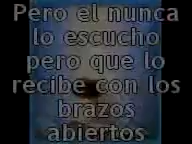 Pero el nunca
lo escucho
pero que lo
recibe con los
brazos
abiertos